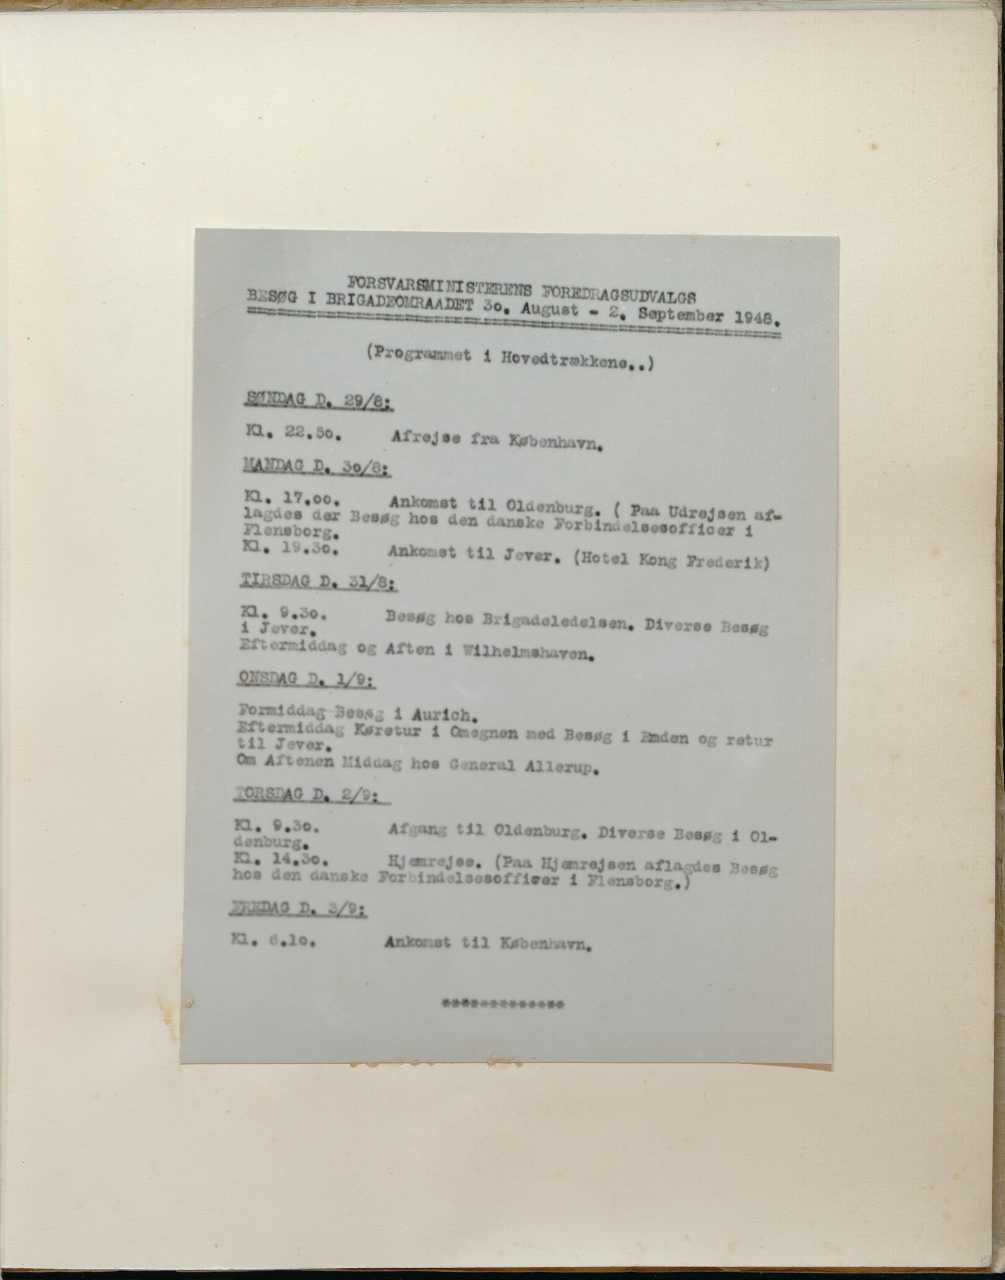 FORSVARSMINISTERENS FOREDRAGSUDVALGS
BESØG I BRIGADEOMRAADET 3o. August - 2. September 1948.
(Programmet i Hovedtrækkene..)
SØNDAG D. 29/8:
Kl. 22.50. Afrejse fra København.
MANDAG D. 3o/8:
Kl. 17.oo. Ankomst til Oldenburg. ( Paa Udrejsen af-
lagdes der Besøg hos den danske Forbindelsesofficer i
Flensborg.
Kl. 19.3o. Ankomst til Jever. (Hotel Kong Frederik)
TIRSDAG D. 31/8:
Kl. 9.3o. Besøg hos Brigadeledelsen. Diverse Besøg
i Jever.
Eftermiddag og Aften i Wilhelmshaven.
ONSDAG D. 1/9:
Formiddag Besøg i Aurich.
Eftermiddag Køretur i Omegnen med Besøg i Emden og retur
til Jever.
Om Aftenen Middag hos General Allerup.
TORSDAG D. 2/9:
Kl. 9.3o. Afgang til Oldenburg. Diverse Besøg i Ol-
denburg.
Kl. 14.3o. Hjemrejse. (Paa Hjemrejsen aflagdes Besøg
hos den danske Forbindelsesofficer i Flensborg.)
FREDAG D. 3/9:
Kl. 6.1o. Ankomst til København.
*************